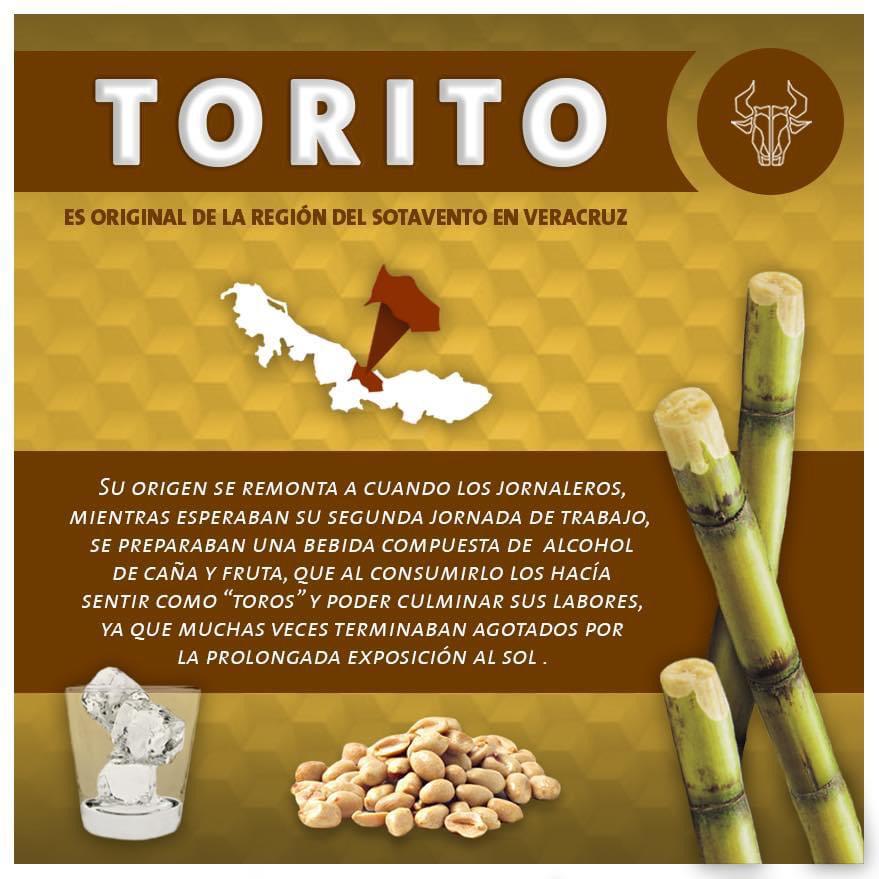 TORITO
ES ORIGINAL DE LA REGIÓN DEL SOTAVENTO EN VERACRUZ
SU ORIGEN SE REMONTA A CUANDO LOS JORNALEROS,
MIENTRAS ESPERABAN SU SEGUNDA JORNADA DE TRABAJO,
SE PREPARABAN UNA BEBIDA COMPUESTA DE ALCOHOL
DE CAÑA Y FRUTA, QUE AL CONSUMIRLO LOS HACÍA
SENTIR COMO “TOROS” Y PODER CULMINAR SUS LABORES,
YA QUE MUCHAS VECES TERMINABAN AGOTADOS POR
LA PROLONGADA EXPOSICIÓN AL SOL .